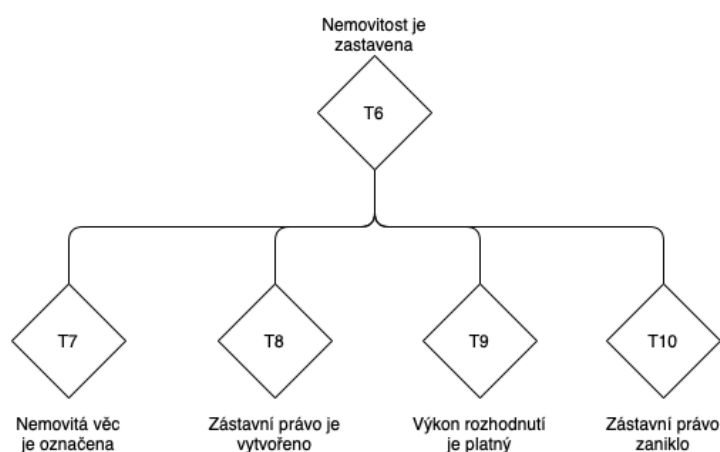 Nemovitost je
zastavena
T6
T7
T8
T9
T10
Nemovitá věc
je označena
Zástavní právo je
vytvořeno
Výkon rozhodnutí
je platný
Zástavní právo
zaniklo